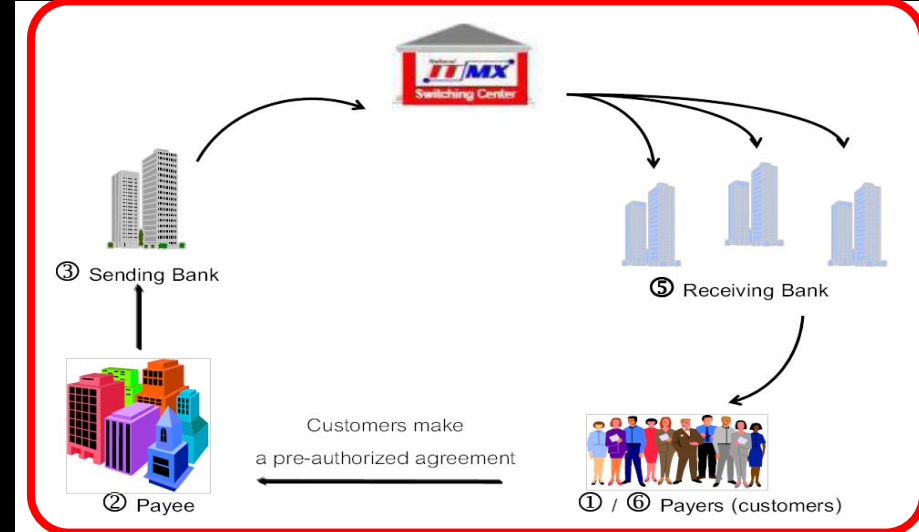 National
ITMX
Switching Center
③ Sending Bank
⑤ Receiving Bank
Customers make
a pre-authorized agreement
② Payee
① / ⑥ Payers (customers)